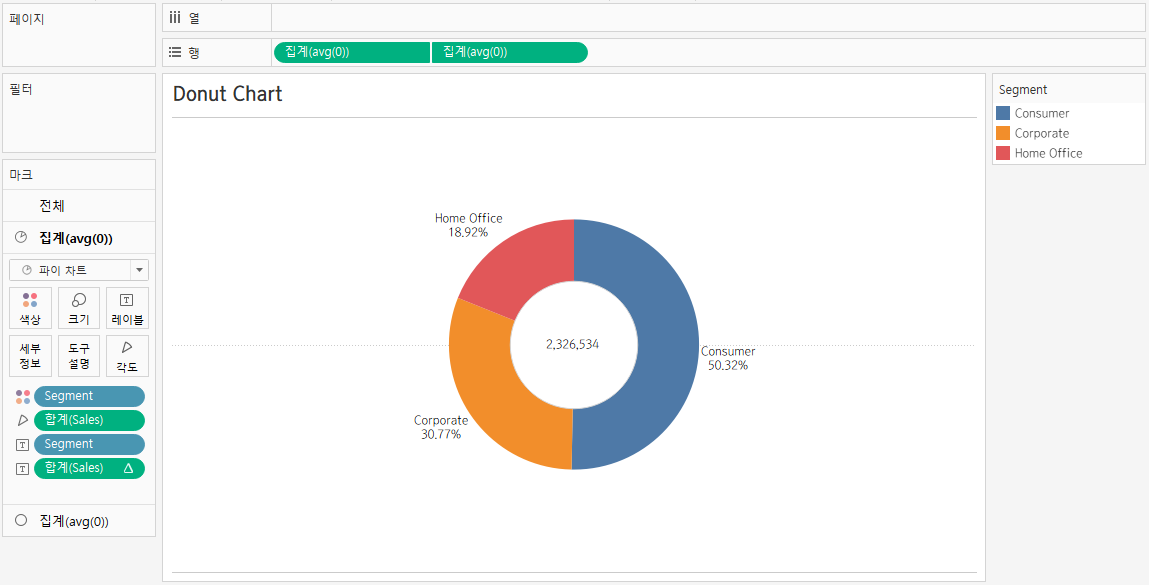 페이지
열
행
집계(avg(0))
집계(avg(0))
필터
마크
전체
집계(avg(0))
파이 차트
색상
크기
레이블
세부
정보
도구
설명
각도
Segment
합계(Sales)
Segment
합계(Sales)
집계(avg(0))
Donut Chart
Home Office
18.92%
2,326,534
Consumer
50.32%
Corporate
30.77%
Segment
Consumer
Corporate
Home Office